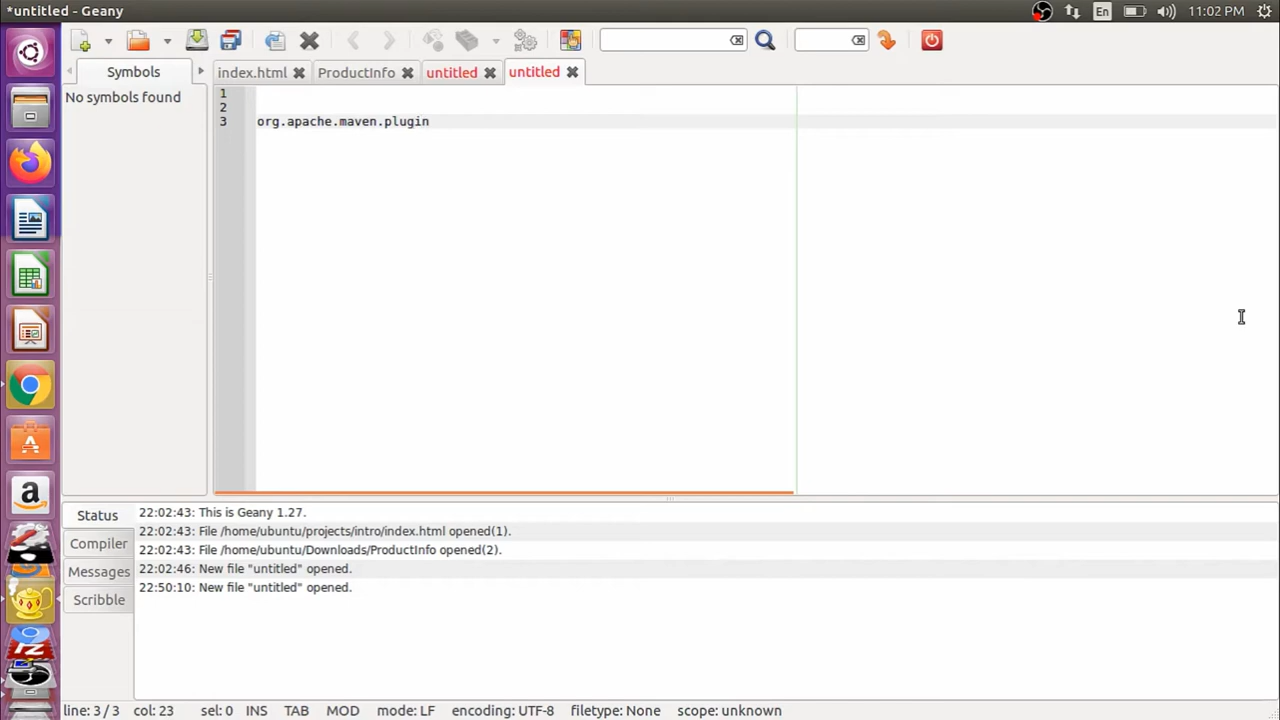 *untitled - Geany
En
11:02 PM
Symbols
index.html
ProductInfo
untitled
untitled
No symbols found
1
2
3 org.apache.maven.plugin
Status
Compiler
Messages
Scribble
22:02:43: This is Geany 1.27.
22:02:43: File /home/ubuntu/projects/intro/index.html opened(1).
22:02:43: File /home/ubuntu/Downloads/ProductInfo opened(2).
22:02:46: New file "untitled" opened.
22:50:10: New file "untitled" opened.
line: 3 / 3 col: 23 sel: 0 INS TAB MOD mode: LF encoding: UTF-8 filetype: None scope: unknown